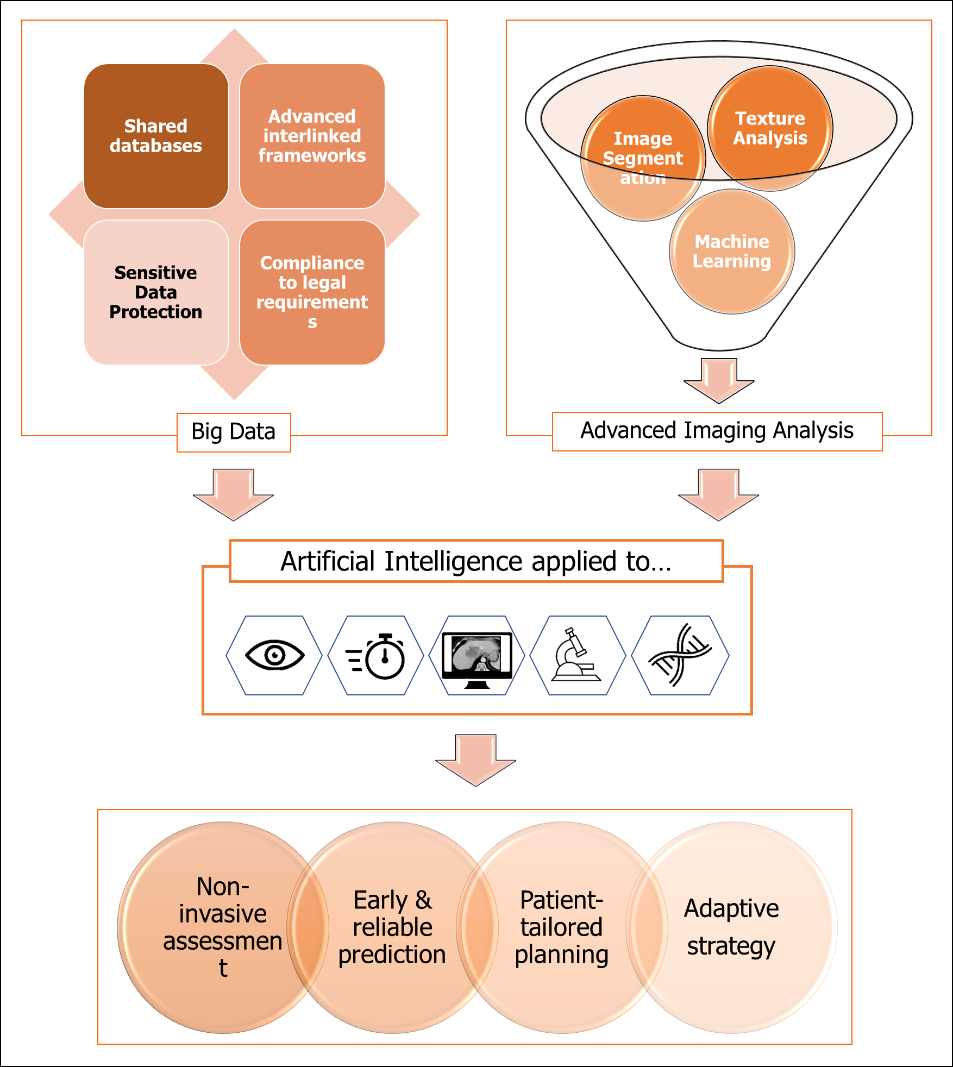 Shared
databases
Advanced
interlinked
frameworks
Sensitive
Data
Protection
Compliance
to legal
requirement
s
Big Data
Image
Segment
ation
Texture
Analysis
Machine
Learning
Advanced Imaging Analysis
Artificial Intelligence applied to…
Non-
invasive
assessmen
t
Early &
reliable
prediction
Patient-
tailored
planning
Adaptive
strategy